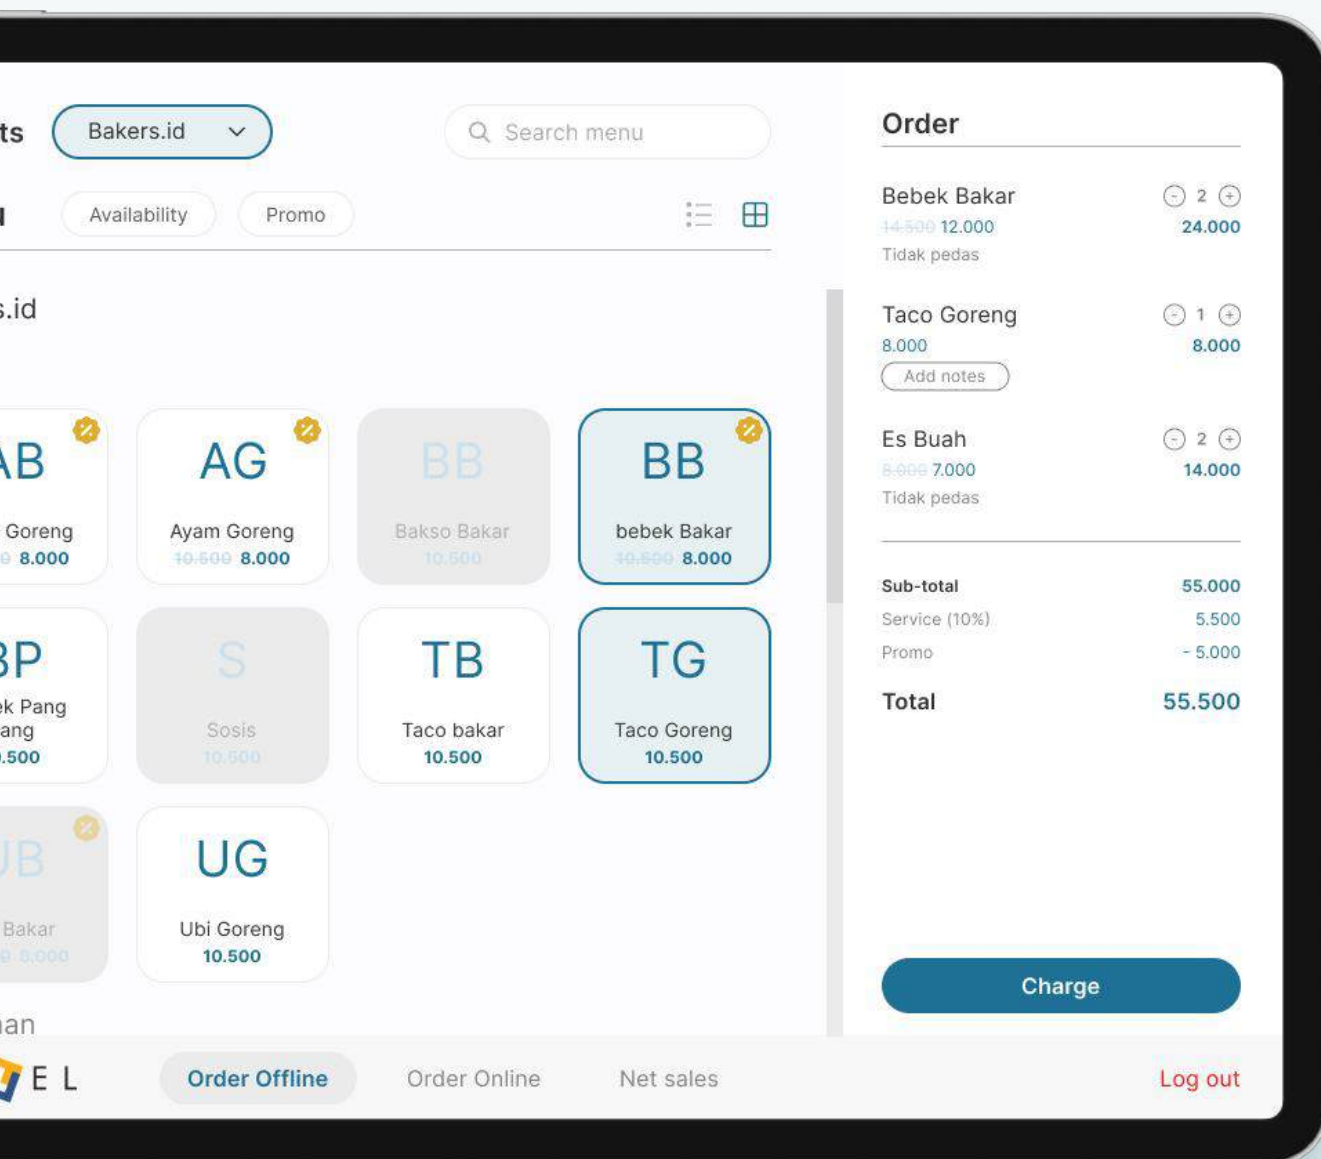 ts
Bakers.id
Search menu
Availability
Promo
s.id
AB
Goreng
8.000
AG
Ayam Goreng
10.500 8.000
BB
Bakso Bakar
10.500
BB
bebek Bakar
10.500 8.000
BP
ek Pang
ang
.500
S
Sosis
10.500
TB
Taco bakar
10.500
TG
Taco Goreng
10.500
UB
Bakar
8.000
UG
Ubi Goreng
10.500
an
Order
Bebek Bakar
- 2 +
14.500 12.000
24.000
Tidak pedas
Taco Goreng
- 1 +
8.000
8.000
Add notes
Es Buah
- 2 +
8.000 7.000
14.000
Tidak pedas
Sub-total
55.000
Service (10%)
5.500
Promo
- 5.000
Total
55.500
Charge
EL
Order Offline
Order Online
Net sales
Log out